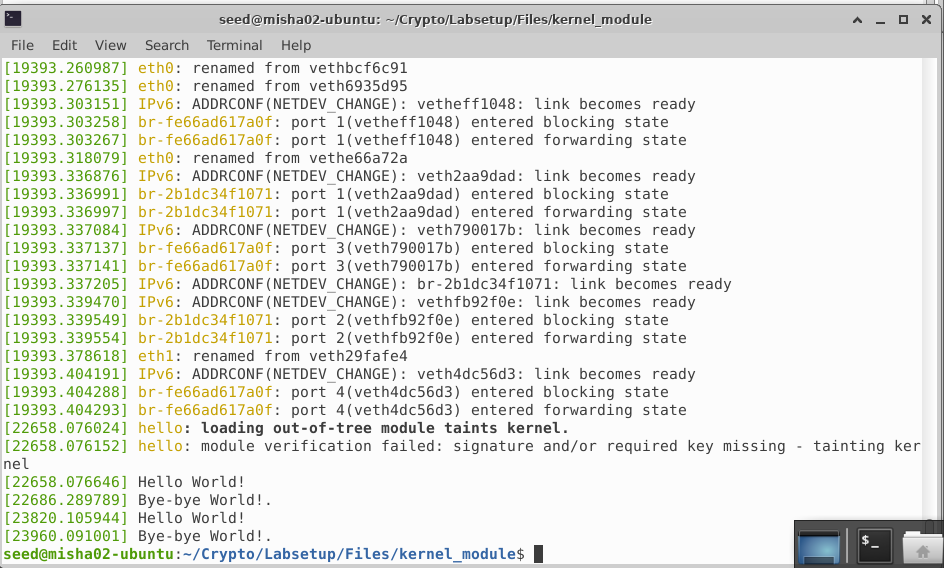 seed@misha02-ubuntu: ~/Crypto/Labsetup/Files/kernel_module
File Edit View Search Terminal Help
[19393.260987] eth0: renamed from vethbcf6c91
[19393.276135] eth0: renamed from veth6935d95
[19393.303151] IPv6: ADDRCONF(NETDEV_CHANGE): vetheff1048: link becomes ready
[19393.303258] br-fe66ad617a0f: port 1(vetheff1048) entered blocking state
[19393.303267] br-fe66ad617a0f: port 1(vetheff1048) entered forwarding state
[19393.318079] eth0: renamed from vethe66a72a
[19393.336876] IPv6: ADDRCONF(NETDEV_CHANGE): veth2aa9dad: link becomes ready
[19393.336991] br-2b1dc34f1071: port 1(veth2aa9dad) entered blocking state
[19393.336997] br-2b1dc34f1071: port 1(veth2aa9dad) entered forwarding state
[19393.337084] IPv6: ADDRCONF(NETDEV_CHANGE): veth790017b: link becomes ready
[19393.337137] br-fe66ad617a0f: port 3(veth790017b) entered blocking state
[19393.337141] br-fe66ad617a0f: port 3(veth790017b) entered forwarding state
[19393.337205] IPv6: ADDRCONF(NETDEV_CHANGE): br-2b1dc34f1071: link becomes ready
[19393.339470] IPv6: ADDRCONF(NETDEV_CHANGE): vethfb92f0e: link becomes ready
[19393.339549] br-2b1dc34f1071: port 2(vethfb92f0e) entered blocking state
[19393.339554] br-2b1dc34f1071: port 2(vethfb92f0e) entered forwarding state
[19393.378618] eth1: renamed from veth29fafe4
[19393.404191] IPv6: ADDRCONF(NETDEV_CHANGE): veth4dc56d3: link becomes ready
[19393.404288] br-fe66ad617a0f: port 4(veth4dc56d3) entered blocking state
[19393.404293] br-fe66ad617a0f: port 4(veth4dc56d3) entered forwarding state
[22658.076024] hello: loading out-of-tree module taints kernel.
[22658.076152] hello: module verification failed: signature and/or required key missing - tainting ker
nel
[22658.076646] Hello World!
[22686.289789] Bye-bye World!.
[23820.105944] Hello World!
[23960.091001] Bye-bye World!.
seed@misha02-ubuntu:~/Crypto/Labsetup/Files/kernel_module$